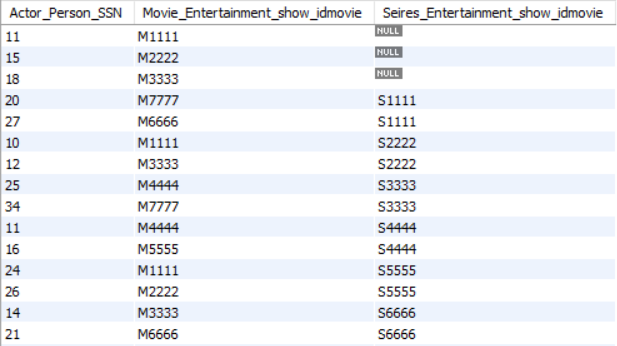 Actor_Person_SSN Movie_Entertainment_show_idmovie Seires_Entertainment_show_idmovie
11 M1111 NULL
15 M2222 NULL
18 M3333 NULL
20 M7777 S1111
27 M6666 S1111
10 M1111 S2222
12 M3333 S2222
25 M4444 S3333
34 M7777 S3333
11 M4444 S4444
16 M5555 S4444
24 M1111 S5555
26 M2222 S5555
14 M3333 S6666
21 M6666 S6666